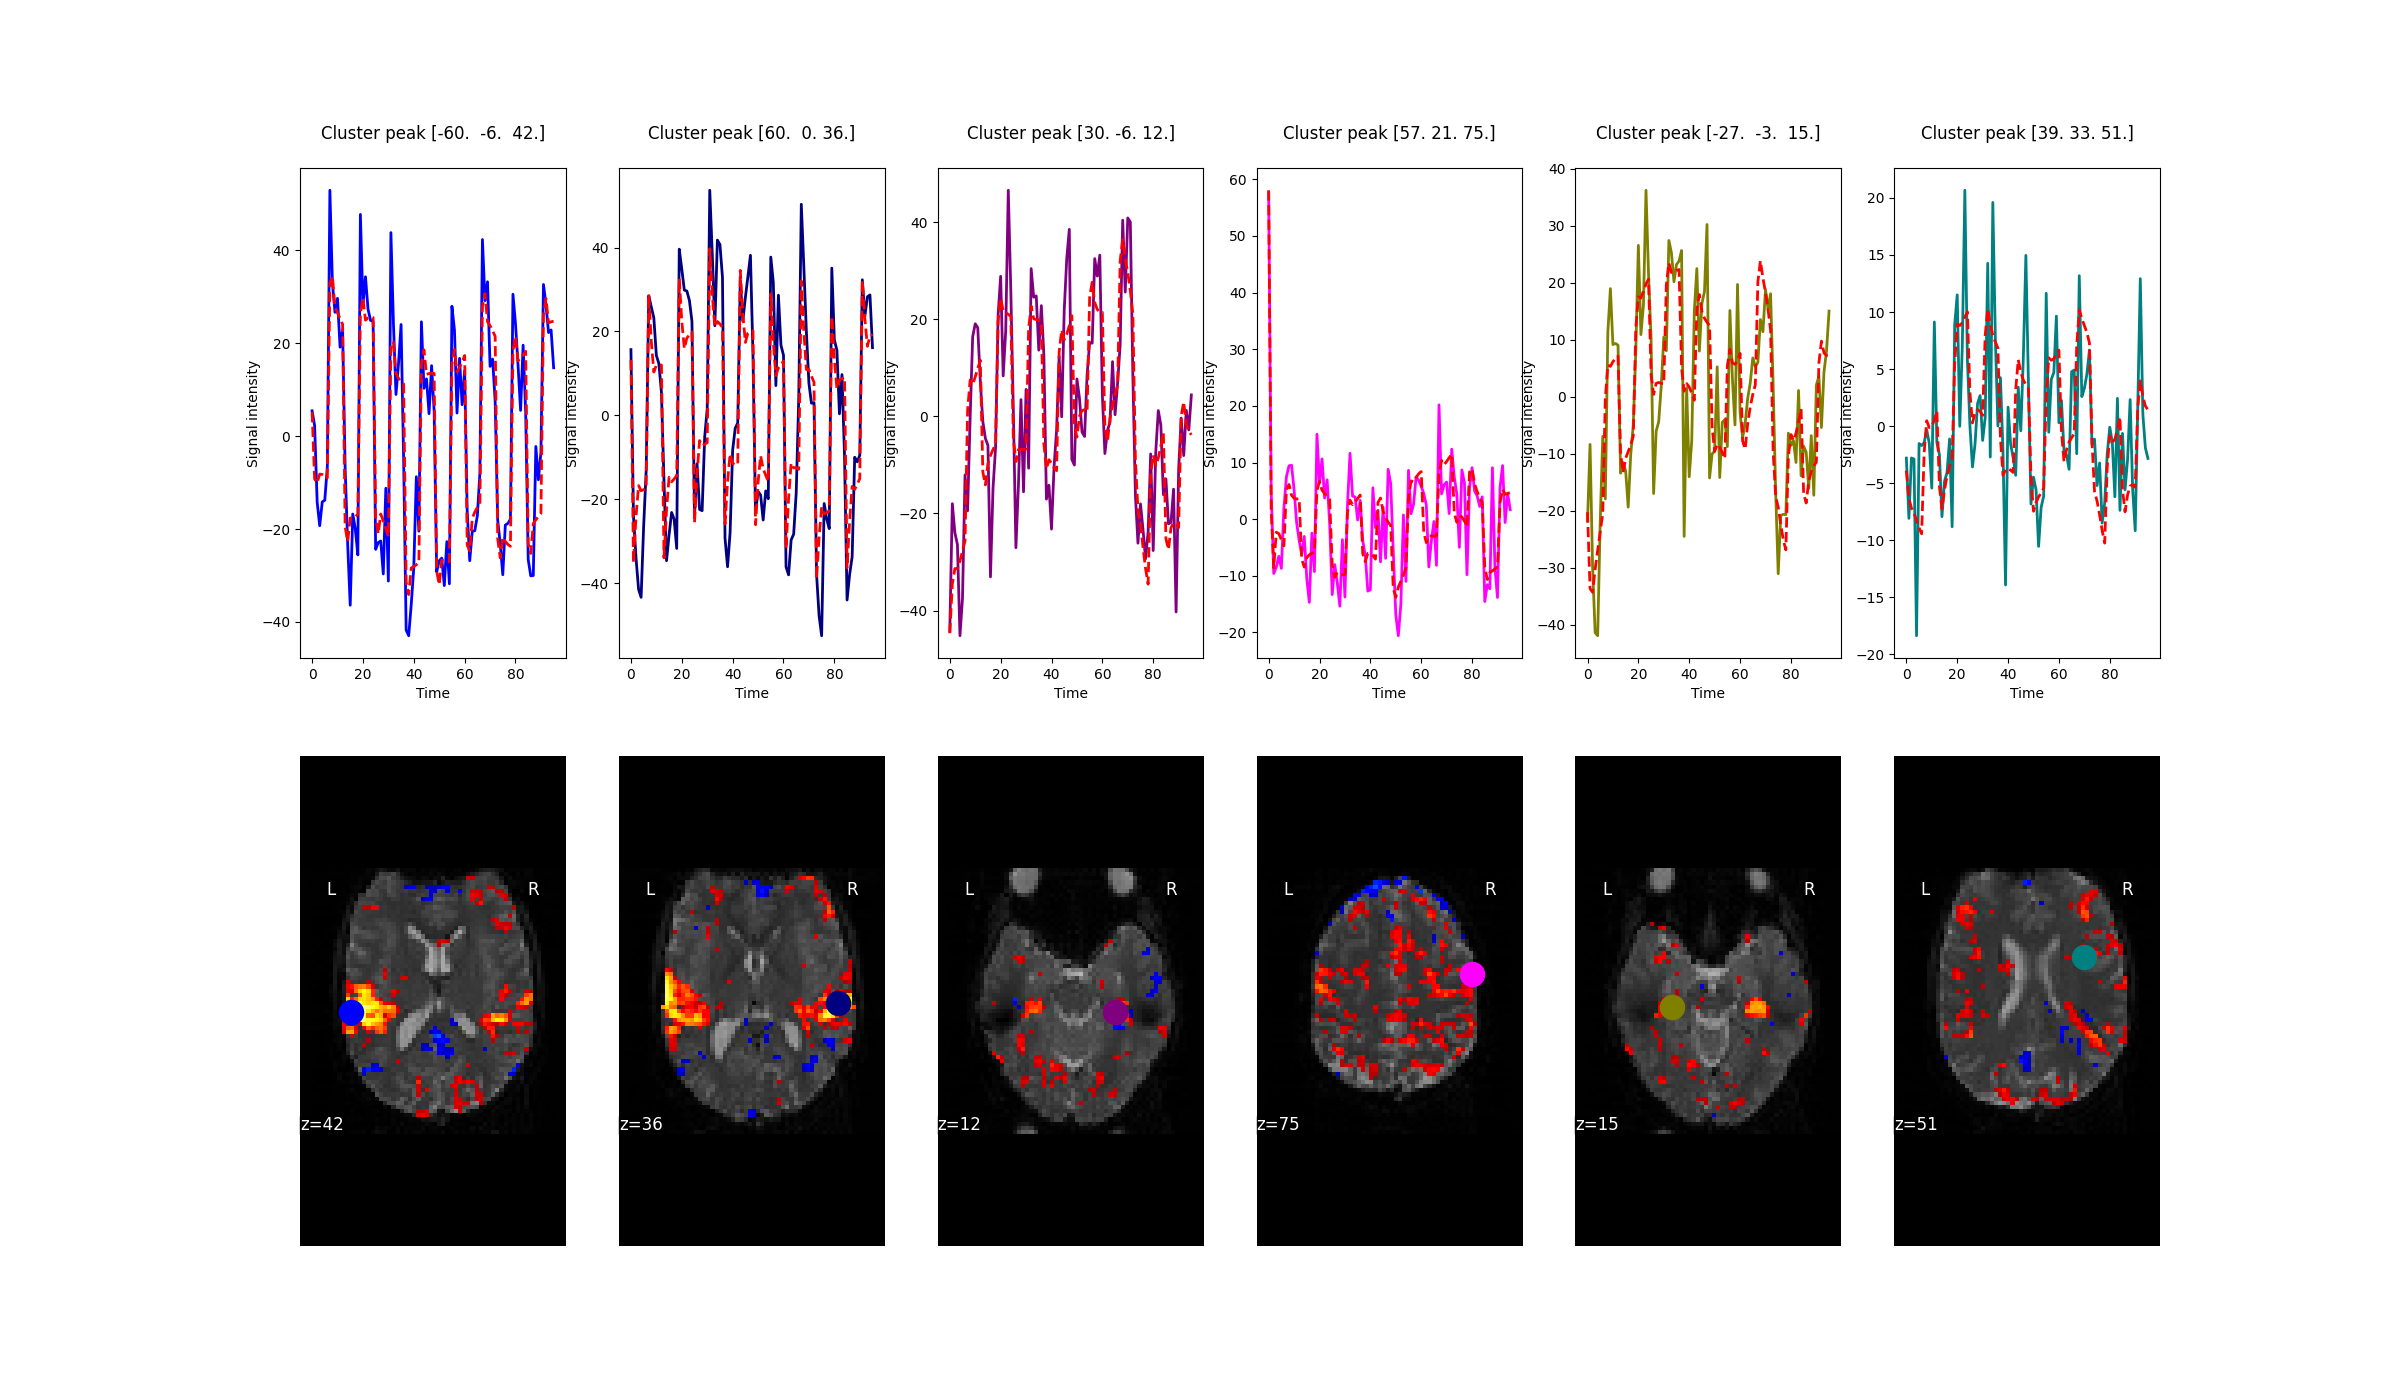 Cluster peak [-60.  -6.  42.]
Cluster peak [60.  0. 36.]
Cluster peak [30. -6. 12.]
Cluster peak [57. 21. 75.]
Cluster peak [-27.  -3.  15.]
Cluster peak [39. 33. 51.]
Signal intensity
40
20
0
−20
−40
0 20 40 60 80
Time
Signal intensity
40
20
0
−20
−40
0 20 40 60 80
Time
Signal intensity
40
20
0
−20
−40
0 20 40 60 80
Time
Signal intensity
60
50
40
30
20
10
0
−10
−20
0 20 40 60 80
Time
Signal intensity
40
30
20
10
0
−10
−20
−30
−40
0 20 40 60 80
Time
Signal intensity
20
15
10
5
0
−5
−10
−15
−20
0 20 40 60 80
Time
L R
z=42
L R
z=36
L R
z=12
L R
z=75
L R
z=15
L R
z=51